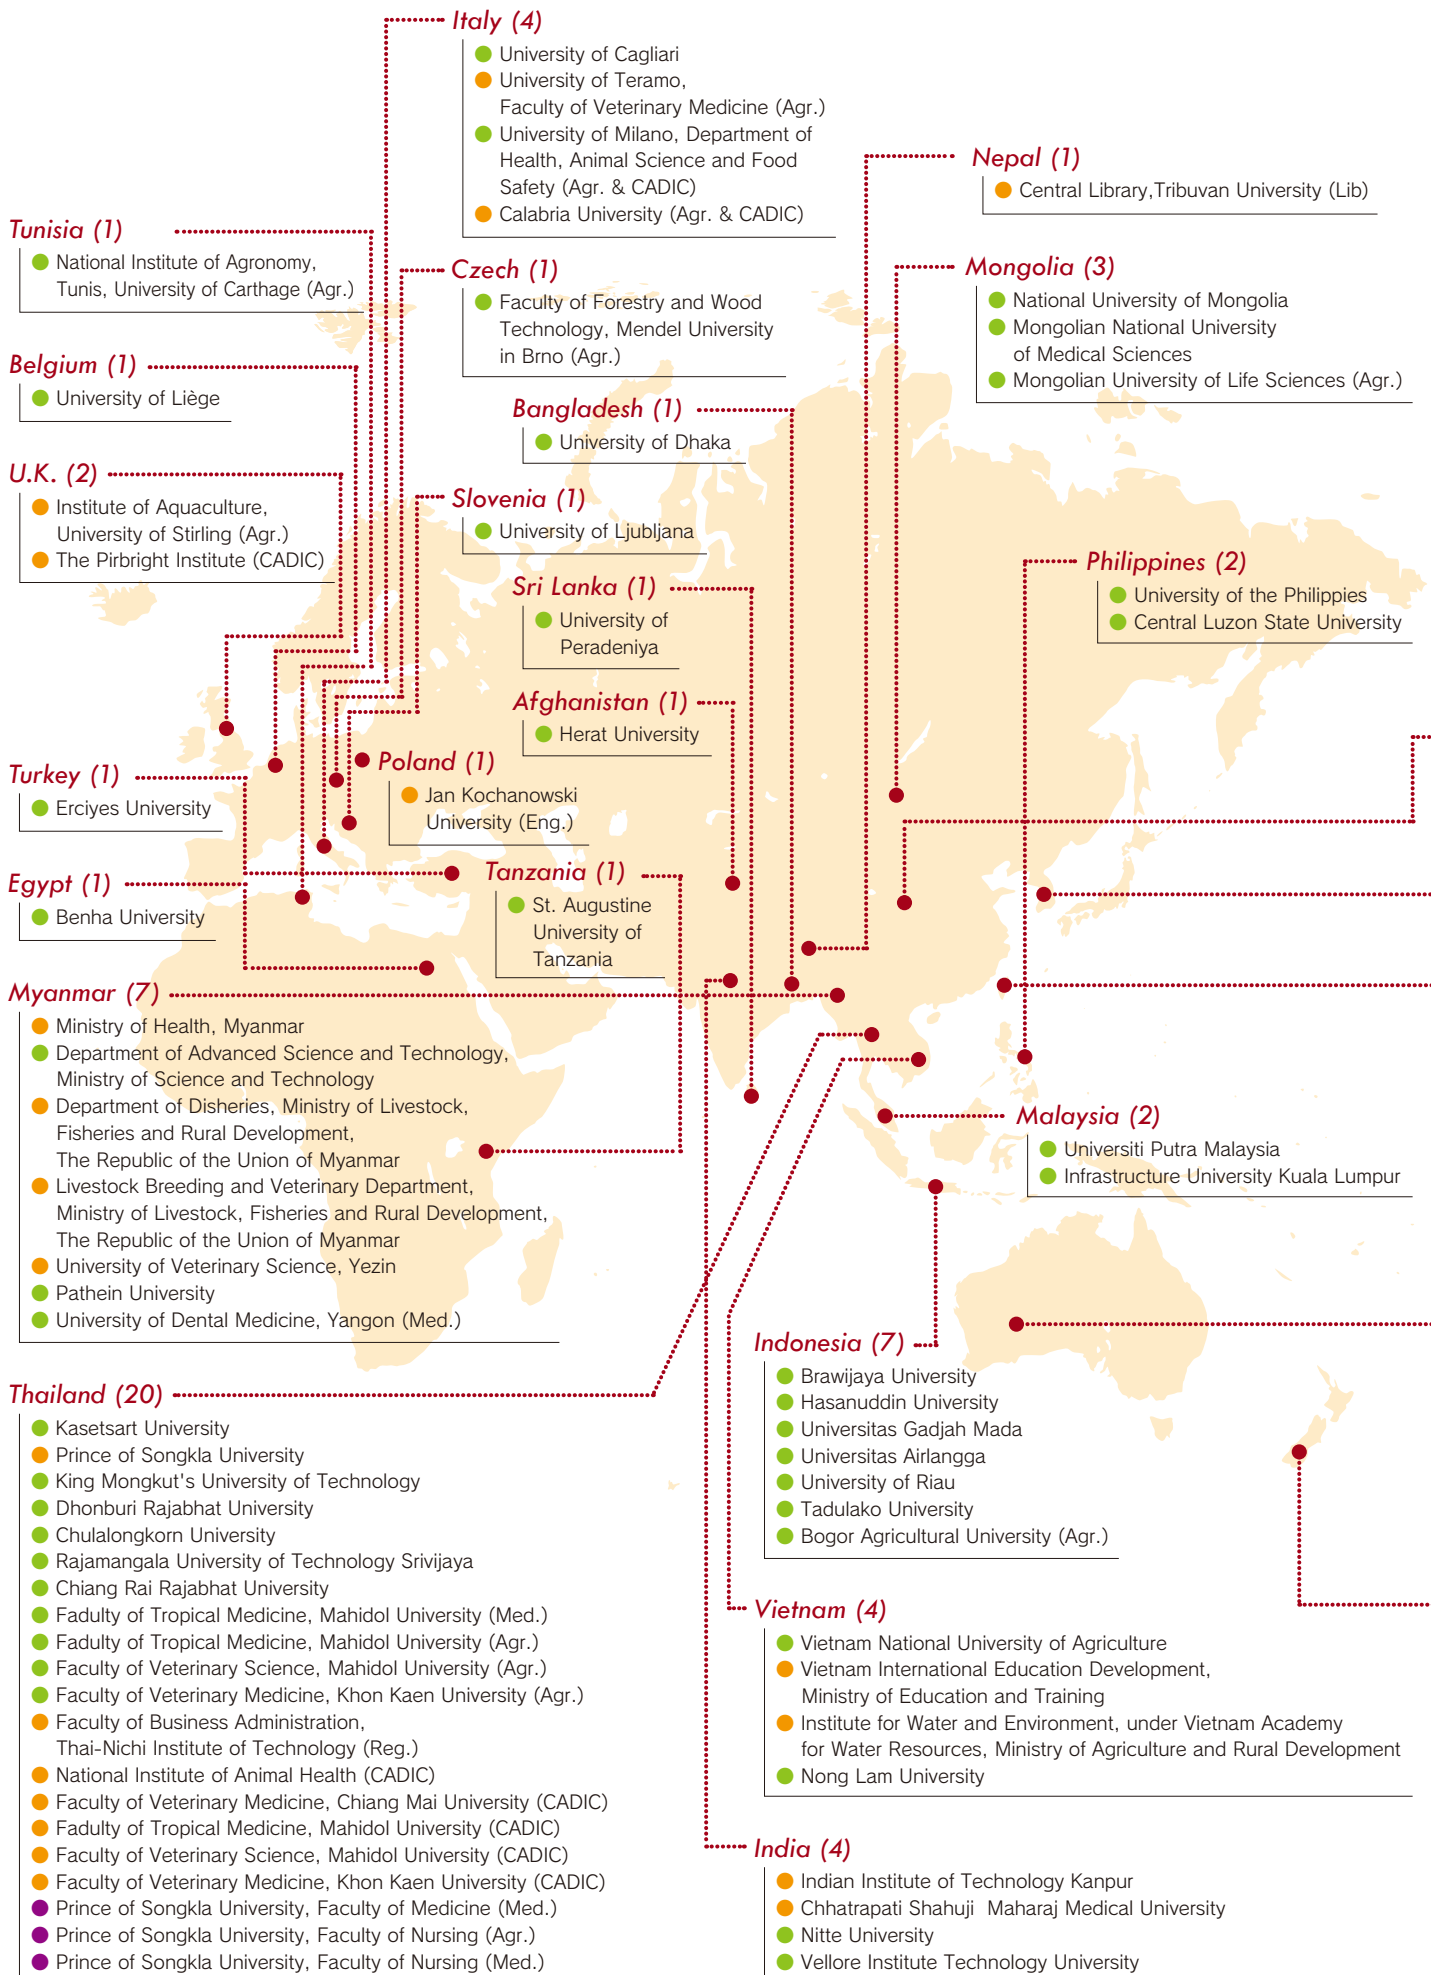 Italy (4)
University of Cagliari
University of Teramo,
Faculty of Veterinary Medicine (Agr.)
University of Milano, Department of
Health, Animal Science and Food
Safety (Agr. & CADIC)
Calabria University (Agr. & CADIC)
Nepal (1)
Central Library,Tribuvan University (Lib)
Tunisia (1)
National Institute of Agronomy,
Tunis, University of Carthage (Agr.)
Czech (1)
Faculty of Forestry and Wood
Technology, Mendel University
in Brno (Agr.)
Mongolia (3)
National University of Mongolia
Mongolian National University
of Medical Sciences
Mongolian University of Life Sciences (Agr.)
Belgium (1)
University of Liège
Bangladesh (1)
University of Dhaka
U.K. (2)
Institute of Aquaculture,
University of Stirling (Agr.)
The Pirbright Institute (CADIC)
Slovenia (1)
University of Ljubljana
Sri Lanka (1)
University of
Peradeniya
Philippines (2)
University of the Philippies
Central Luzon State University
Afghanistan (1)
Herat University
Turkey (1)
Erciyes University
Poland (1)
Jan Kochanowski
University (Eng.)
Egypt (1)
Benha University
Tanzania (1)
St. Augustine
University of
Tanzania
Myanmar (7)
Ministry of Health, Myanmar
Department of Advanced Science and Technology,
Ministry of Science and Technology
Department of Disheries, Ministry of Livestock,
Fisheries and Rural Development,
The Republic of the Union of Myanmar
Livestock Breeding and Veterinary Department,
Ministry of Livestock, Fisheries and Rural Development,
The Republic of the Union of Myanmar
University of Veterinary Science, Yezin
Pathein University
University of Dental Medicine, Yangon (Med.)
Malaysia (2)
Universiti Putra Malaysia
Infrastructure University Kuala Lumpur
Indonesia (7)
Brawijaya University
Hasanuddin University
Universitas Gadjah Mada
Universitas Airlangga
University of Riau
Tadulako University
Bogor Agricultural University (Agr.)
Thailand (20)
Kasetsart University
Prince of Songkla University
King Mongkut's University of Technology
Dhonburi Rajabhat University
Chulalongkorn University
Rajamangala University of Technology Srivijaya
Chiang Rai Rajabhat University
Fadulty of Tropical Medicine, Mahidol University (Med.)
Fadulty of Tropical Medicine, Mahidol University (Agr.)
Faculty of Veterinary Science, Mahidol University (Agr.)
Faculty of Veterinary Medicine, Khon Kaen University (Agr.)
Faculty of Business Administration,
Thai-Nichi Institute of Technology (Reg.)
National Institute of Animal Health (CADIC)
Faculty of Veterinary Medicine, Chiang Mai University (CADIC)
Fadulty of Tropical Medicine, Mahidol University (CADIC)
Faculty of Veterinary Science, Mahidol University (CADIC)
Faculty of Veterinary Medicine, Khon Kaen University (CADIC)
Prince of Songkla University, Faculty of Medicine (Med.)
Prince of Songkla University, Faculty of Nursing (Agr.)
Prince of Songkla University, Faculty of Nursing (Med.)
Vietnam (4)
Vietnam National University of Agriculture
Vietnam International Education Development,
Ministry of Education and Training
Institute for Water and Environment, under Vietnam Academy
for Water Resources, Ministry of Agriculture and Rural Development
Nong Lam University
India (4)
Indian Institute of Technology Kanpur
Chhatrapati Shahuji Maharaj Medical University
Nitte University
Vellore Institute Technology University